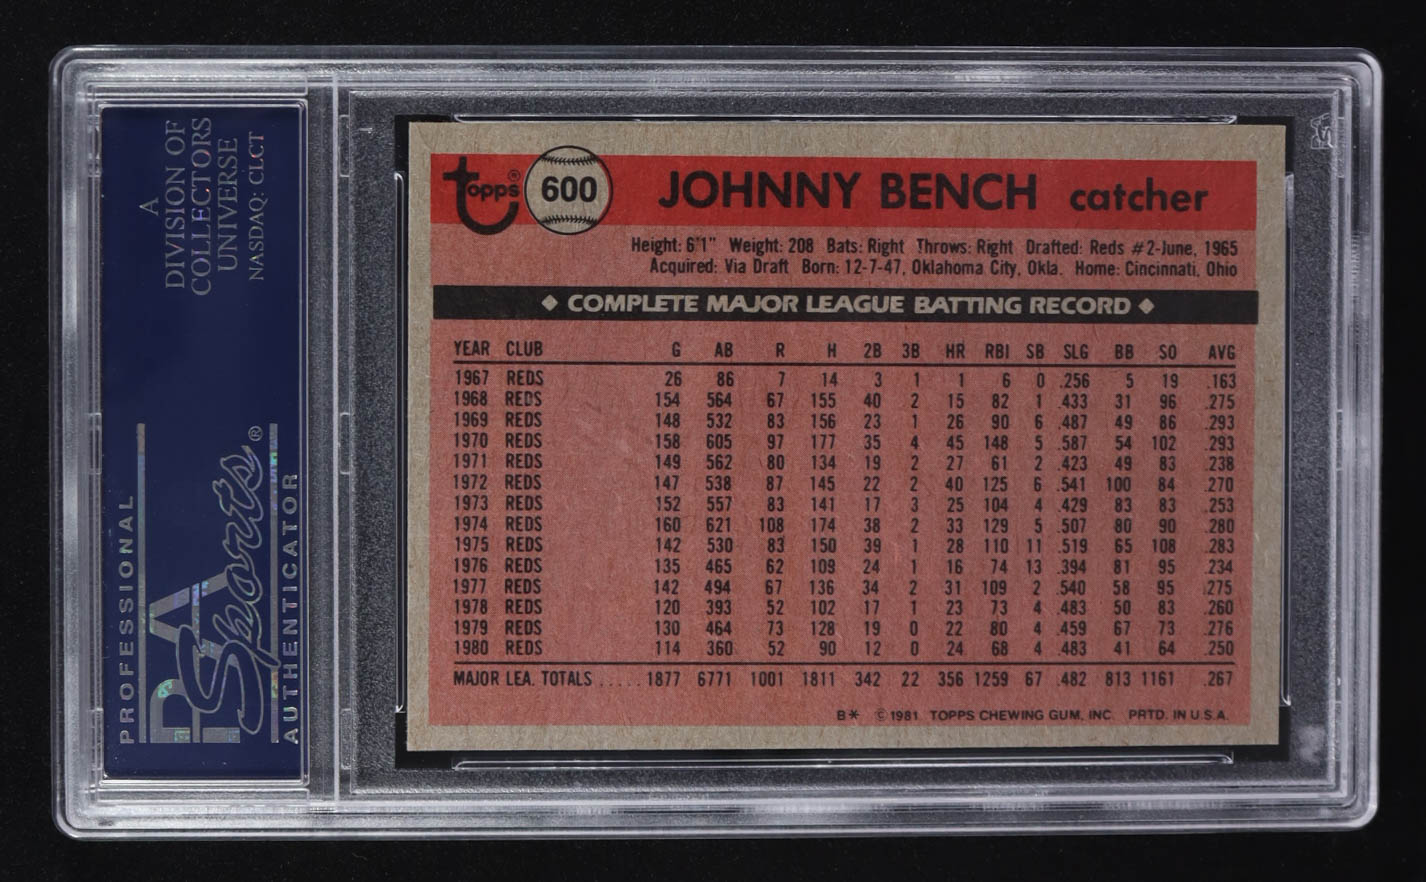 A
DIVISION OF
COLLECTORS
UNIVERSE
NASDAQ: CLCT
PROFESSIONAL
PSA
Sports®
AUTHENTICATOR
topps® 600 JOHNNY BENCH catcher
Height: 6'1" Weight: 208 Bats: Right Throws: Right Drafted: Reds #2-June, 1965
Acquired: Via Draft Born: 12-7-47, Oklahoma City, Okla. Home: Cincinnati, Ohio
◆ COMPLETE MAJOR LEAGUE BATTING RECORD ◆
YEAR CLUB G AB R H 2B 3B HR RBI SB SLG BB SO AVG
1967 REDS 26 86 7 14 3 1 1 6 0 .256 5 19 .163
1968 REDS 154 564 67 155 40 2 15 82 1 .433 31 96 .275
1969 REDS 148 532 83 156 23 1 26 90 6 .487 49 86 .293
1970 REDS 158 605 97 177 35 4 45 148 5 .587 54 102 .293
1971 REDS 149 562 80 134 19 2 27 61 2 .423 49 83 .238
1972 REDS 147 538 87 145 22 2 40 125 6 .541 100 84 .270
1973 REDS 152 557 83 141 17 3 25 104 4 .429 83 83 .253
1974 REDS 160 621 108 174 38 2 33 129 5 .507 80 90 .280
1975 REDS 142 530 83 150 39 1 28 110 11 .519 65 108 .283
1976 REDS 135 465 62 109 24 1 16 74 13 .394 81 95 .234
1977 REDS 142 494 67 136 34 2 31 109 2 .540 58 95 .275
1978 REDS 120 393 52 102 17 1 23 73 4 .483 50 83 .260
1979 REDS 130 464 73 128 19 0 22 80 4 .459 67 73 .276
1980 REDS 114 360 52 90 12 0 24 68 4 .483 41 64 .250
MAJOR LEA. TOTALS ..... 1877 6771 1001 1811 342 22 356 1259 67 .482 813 1161 .267
B* ©1981 TOPPS CHEWING GUM, INC. PRTD. IN U.S.A.
PSA